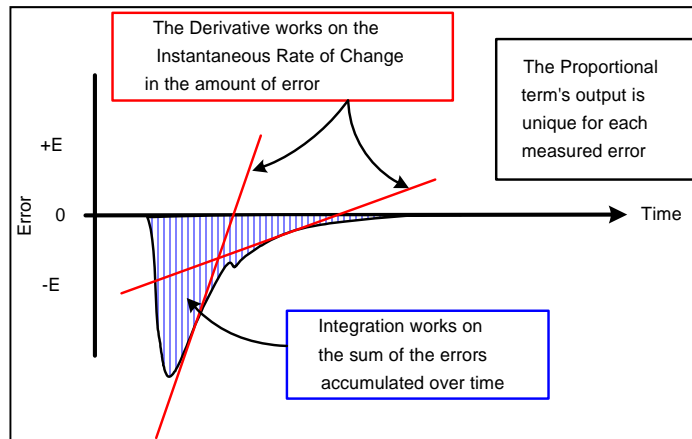 The Derivative works on the
Instantaneous Rate of Change
in the amount of error
The Proportional
term's output is
unique for each
measured error
+E
0
-E
Error
Time
Integration works on
the sum of the errors
accumulated over time